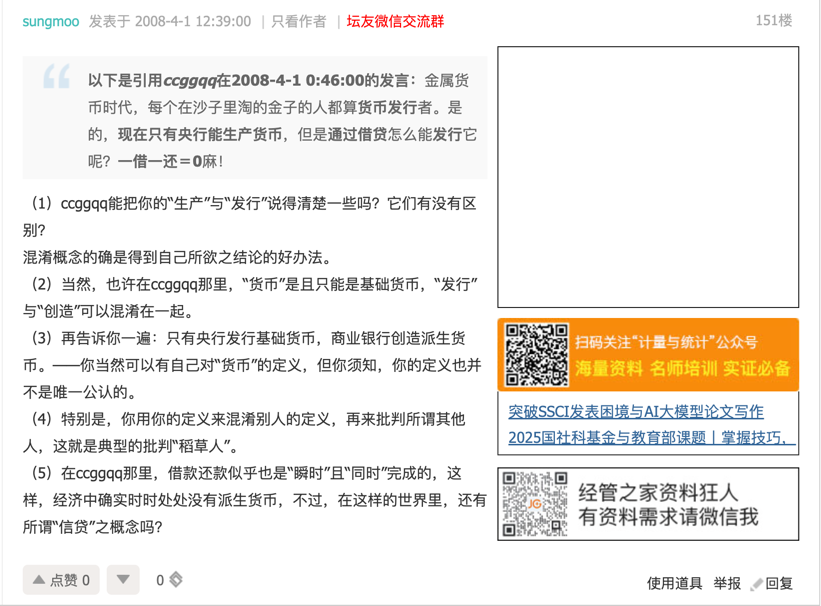 sungmoo 发表于 2008-4-1 12:39:00 | 只看作者 | 坛友微信交流群 151楼
以下是引用ccggqq在2008-4-1 0:46:00的发言：金属货
币时代，每个在沙子里淘的金子的人都算货币发行者。是
的，现在只有央行能生产货币，但是通过借贷怎么能发行它
呢？一借一还＝0麻！
（1）ccggqq能把你的“生产”与“发行”说得清楚一些吗？它们有没有区
别？
混淆概念的确是得到自己所欲之结论的好办法。
（2）当然，也许在ccggqq那里，“货币”是且只能是基础货币，“发行”
与“创造”可以混淆在一起。
（3）再告诉你一遍：只有央行发行基础货币，商业银行创造派生货
币。——你当然可以有自己对“货币”的定义，但你须知，你的定义也并
不是唯一公认的。
（4）特别是，你用你的定义来混淆别人的定义，再来批判所谓其他
人，这就是典型的批判“稻草人”。
（5）在ccggqq那里，借款还款似乎也是“瞬时”且“同时”完成的，这
样，经济中确实时时处处没有派生货币，不过，在这样的世界里，还有
所谓“信贷”之概念吗？
扫码关注“计量与统计”公众号
海量资料 名师培训 实证必备
突破SSCI发表困境与AI大模型论文写作
2025国社科基金与教育部课题丨掌握技巧，
JG
经管之家资料狂人
有资料需求请微信我
点赞 0 0
使用道具 举报 回复